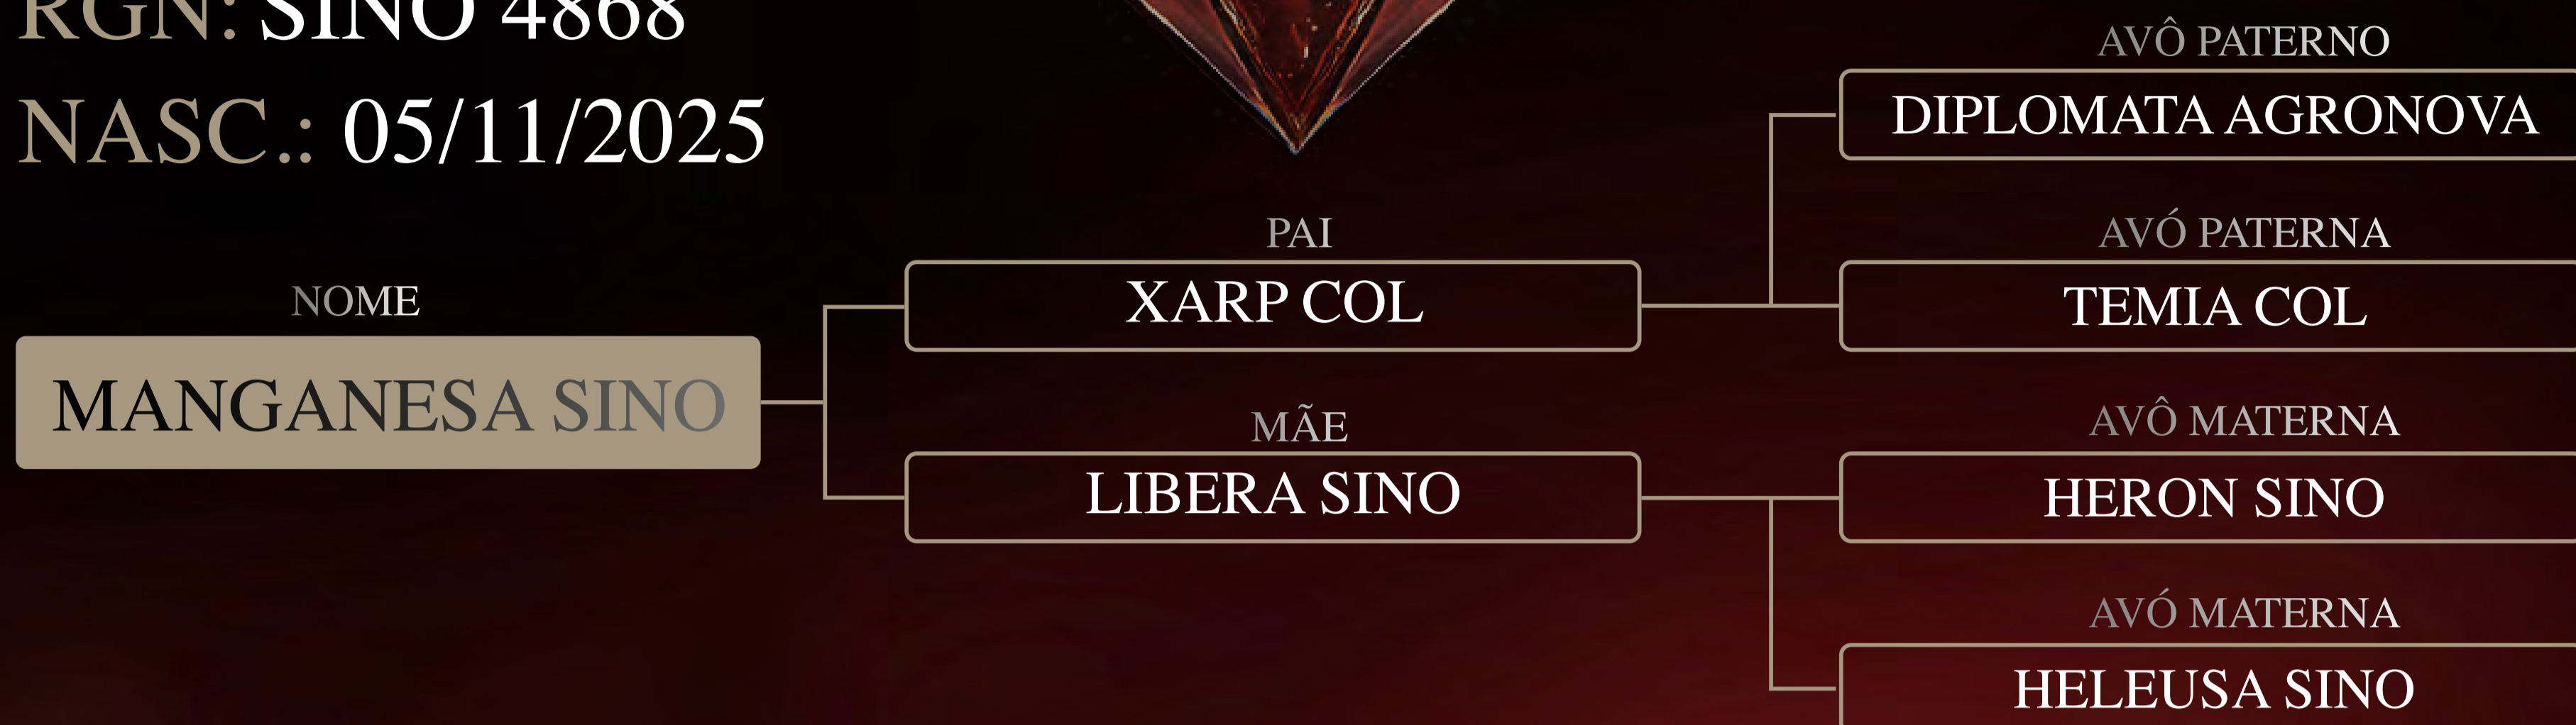 RGN: SINO 4868
NASC.: 05/11/2025
NOME
MANGANESA SINO
PAI
XARP COL
MÃE
LIBERA SINO
AVÔ PATERNO
DIPLOMATA AGRONOVA
AVÓ PATERNA
TEMIA COL
AVÔ MATERNA
HERON SINO
AVÓ MATERNA
HELEUSA SINO